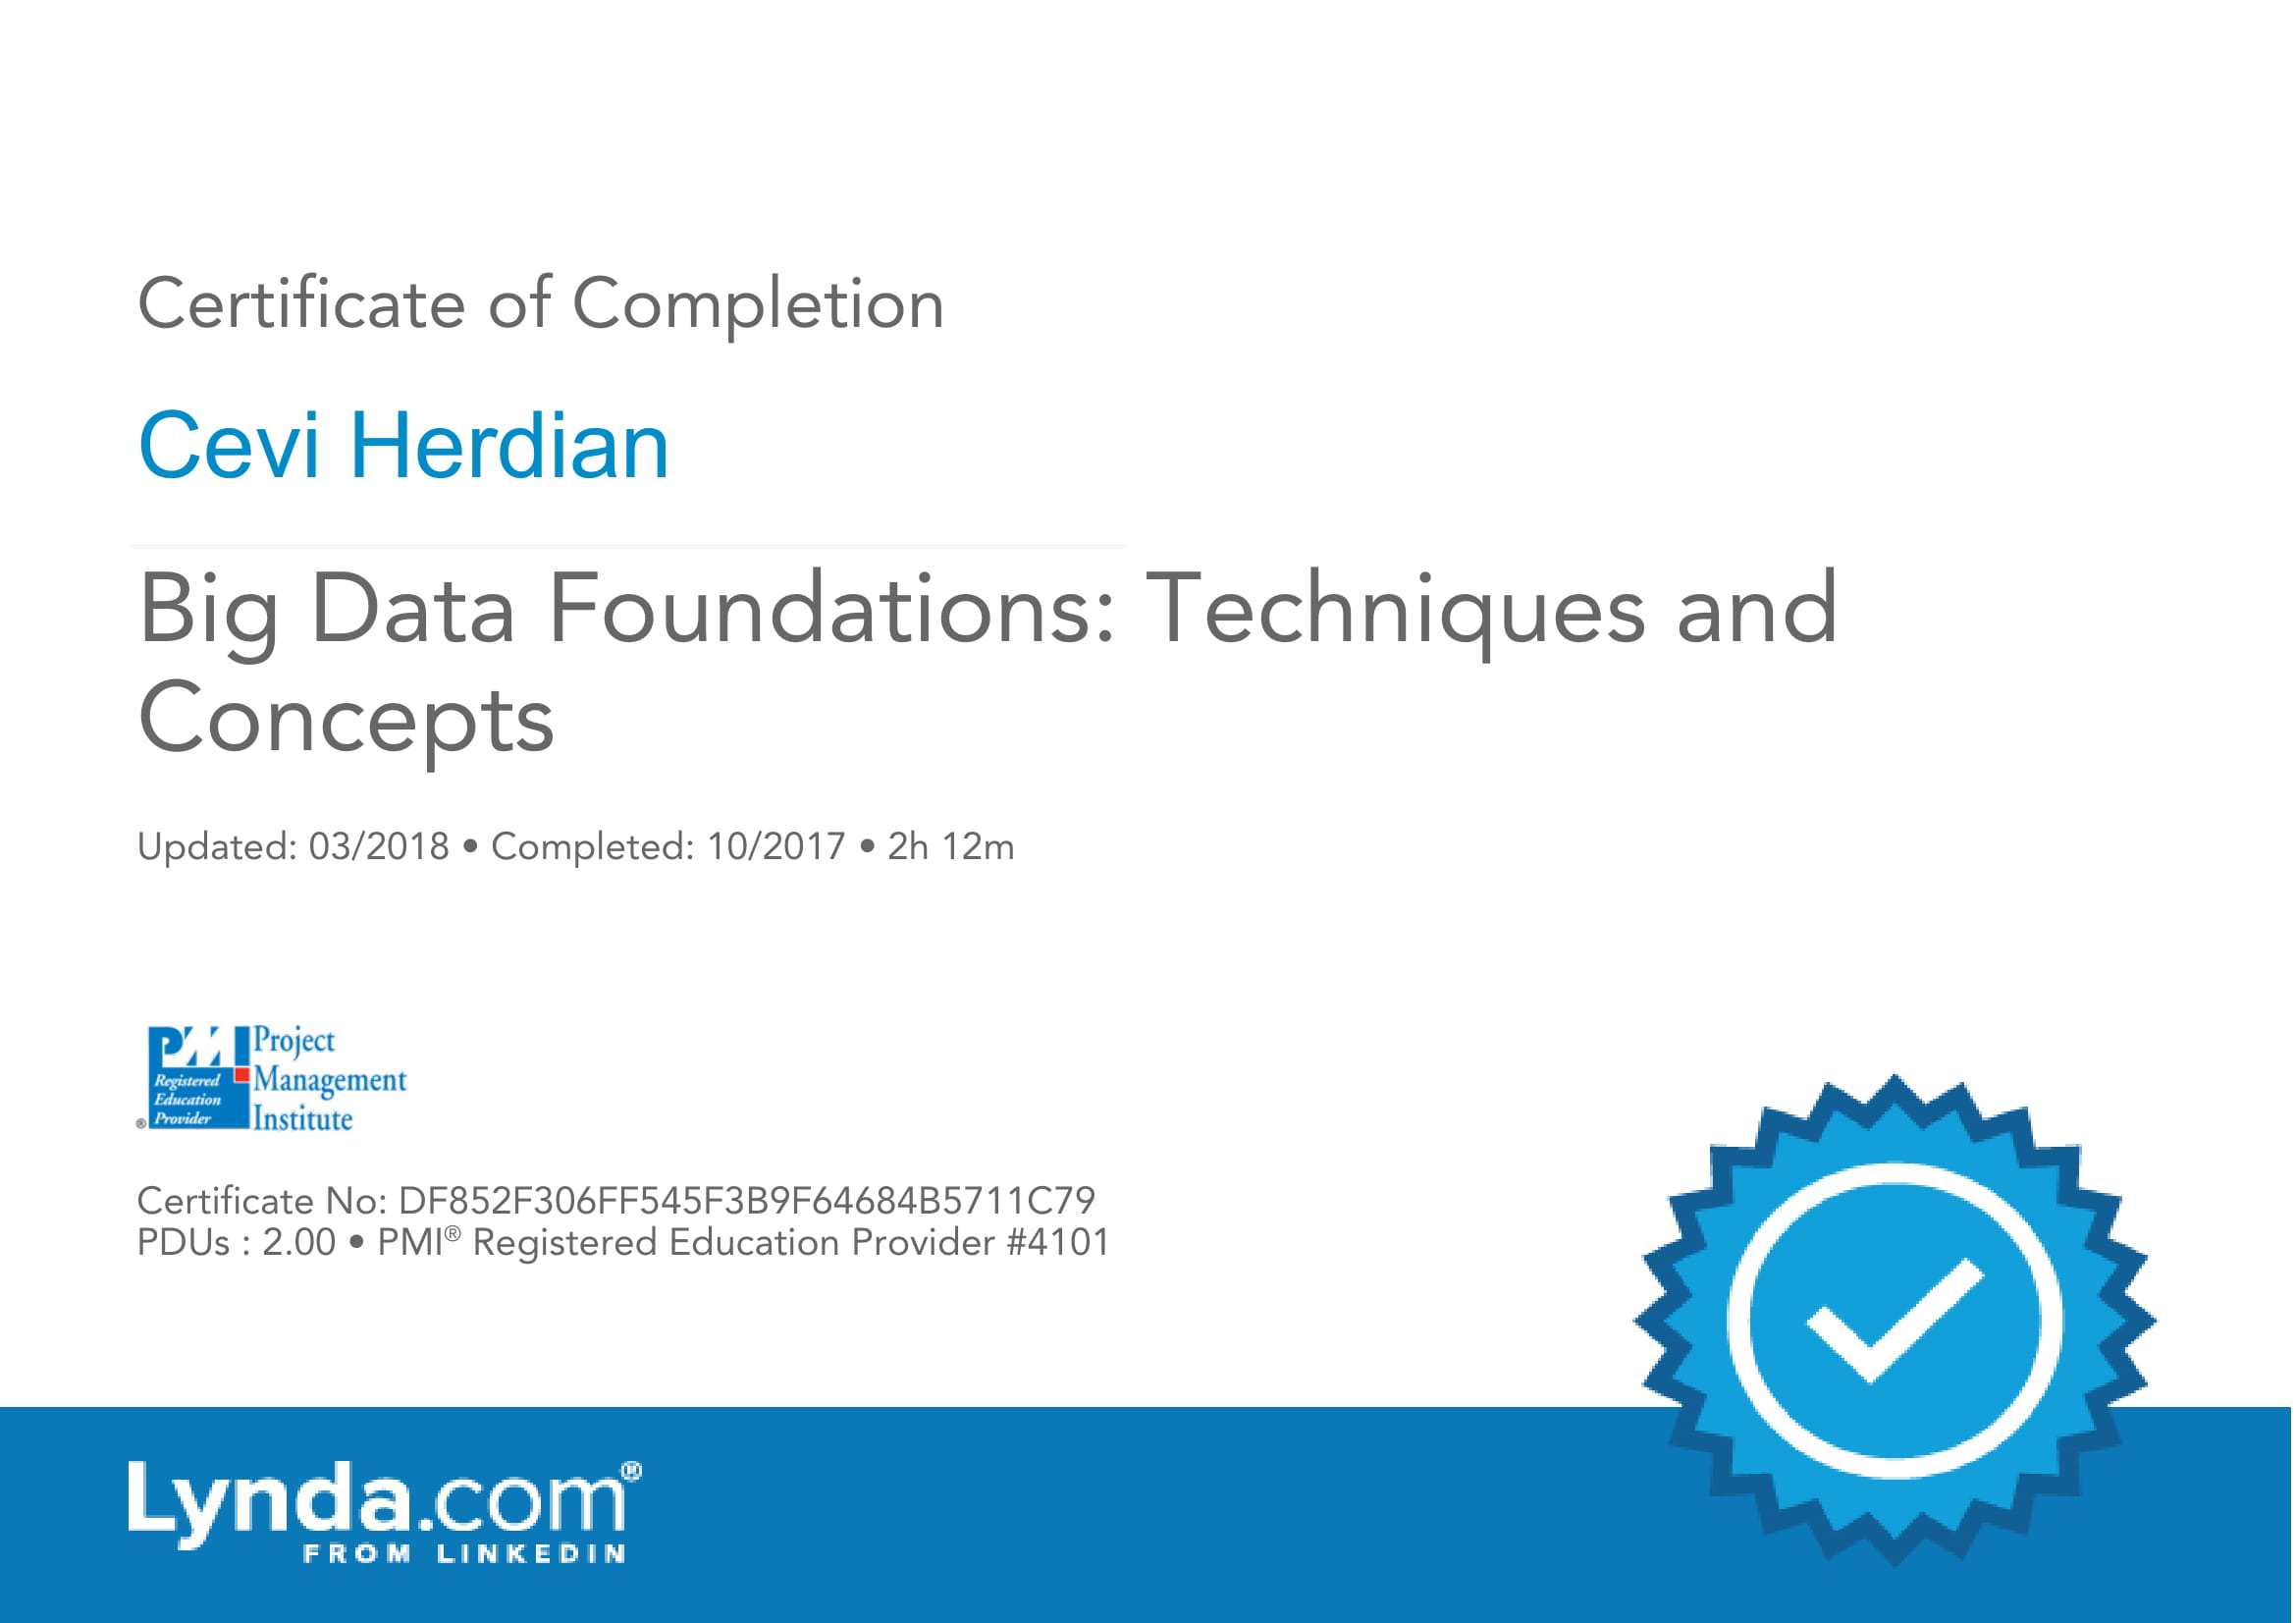 Certificate of Completion
Cevi Herdian
Big Data Foundations: Techniques and
Concepts
Updated: 03/2018 • Completed: 10/2017 • 2h 12m
PMI
Registered
Education
Provider
®
Project
Management
Institute
Certificate No: DF852F306FF545F3B9F64684B5711C79
PDUs : 2.00 • PMI® Registered Education Provider #4101
Lynda.com®
FROM LINKEDIN